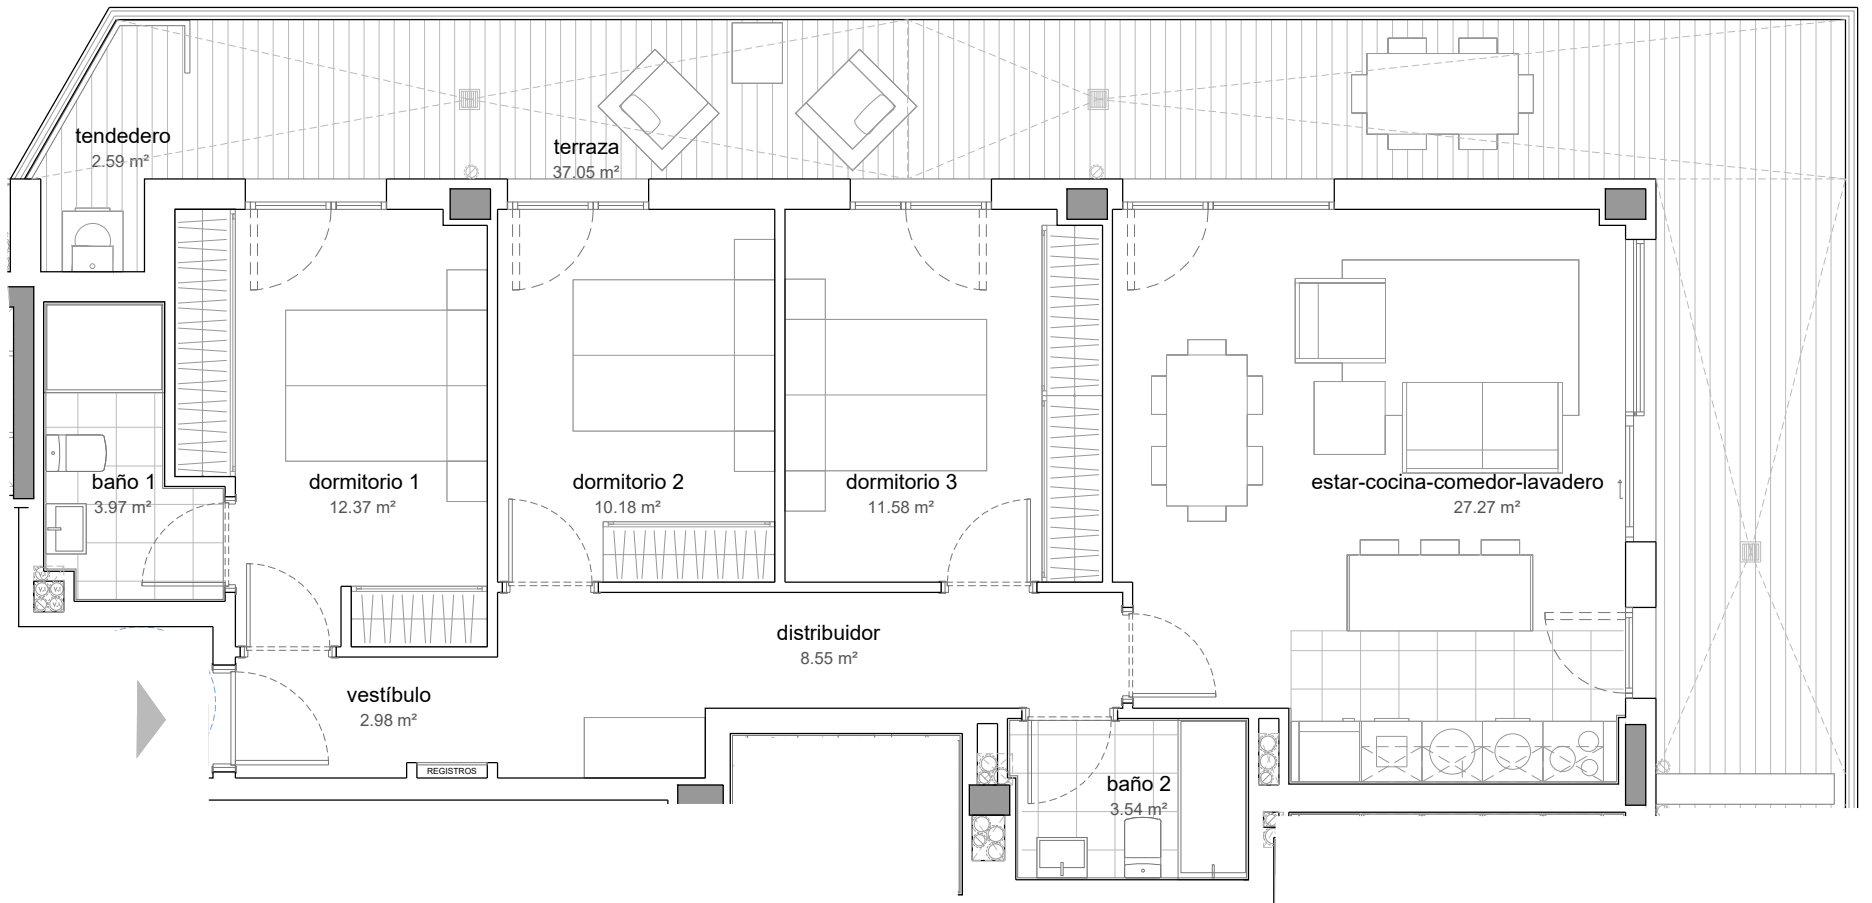 tendedero
2.59 m²
terraza
37.05 m²
baño 1
3.97 m²
dormitorio 1
12.37 m²
dormitorio 2
10.18 m²
dormitorio 3
11.58 m²
estar-cocina-comedor-lavadero
27.27 m²
distribuidor
8.55 m²
vestíbulo
2.98 m²
REGISTROS
baño 2
3.54 m²